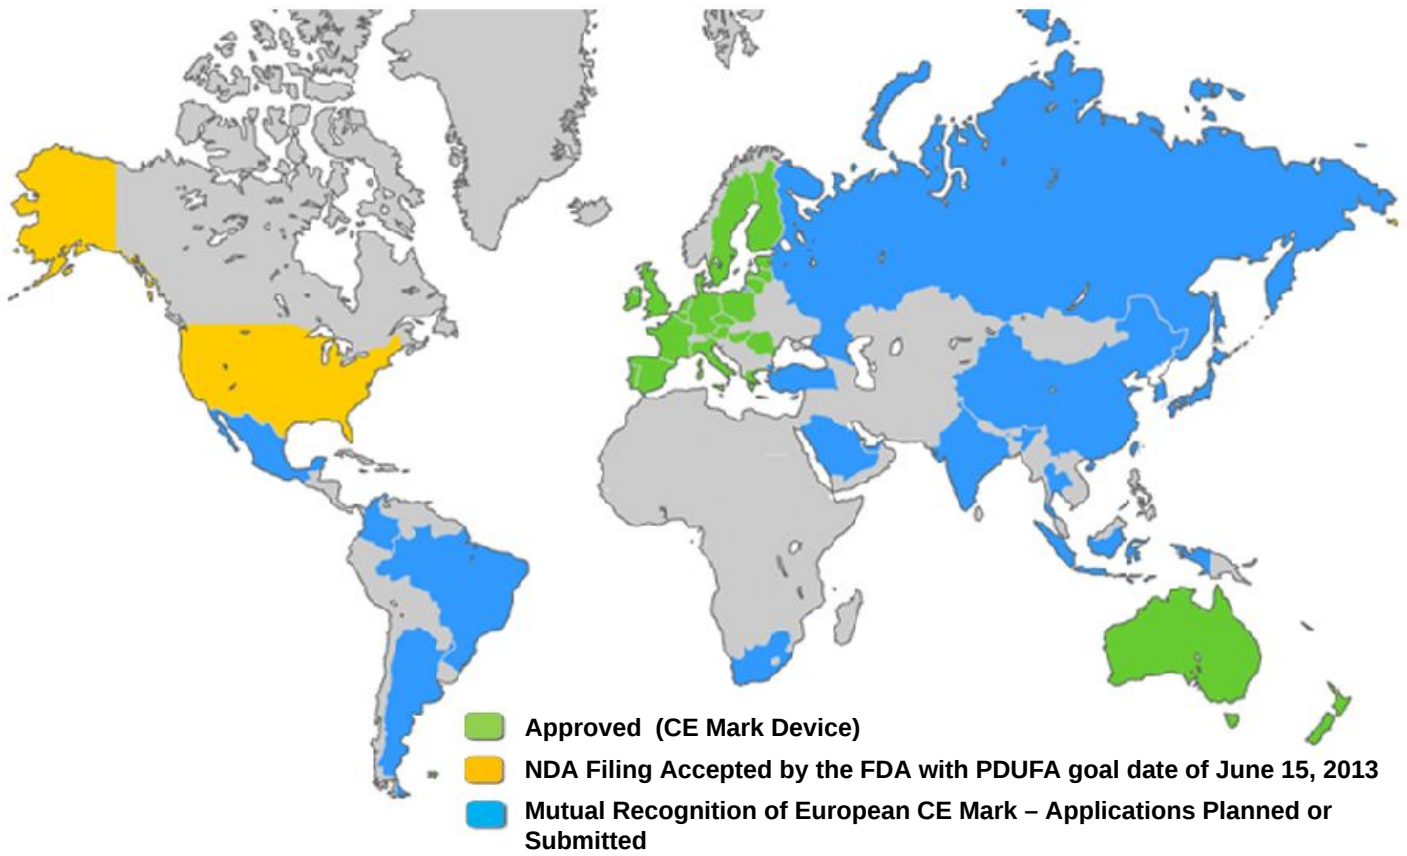 Approved  (CE Mark Device)
NDA Filing Accepted by the FDA with PDUFA goal date of June 15, 2013
Mutual Recognition of European CE Mark – Applications Planned or
Submitted